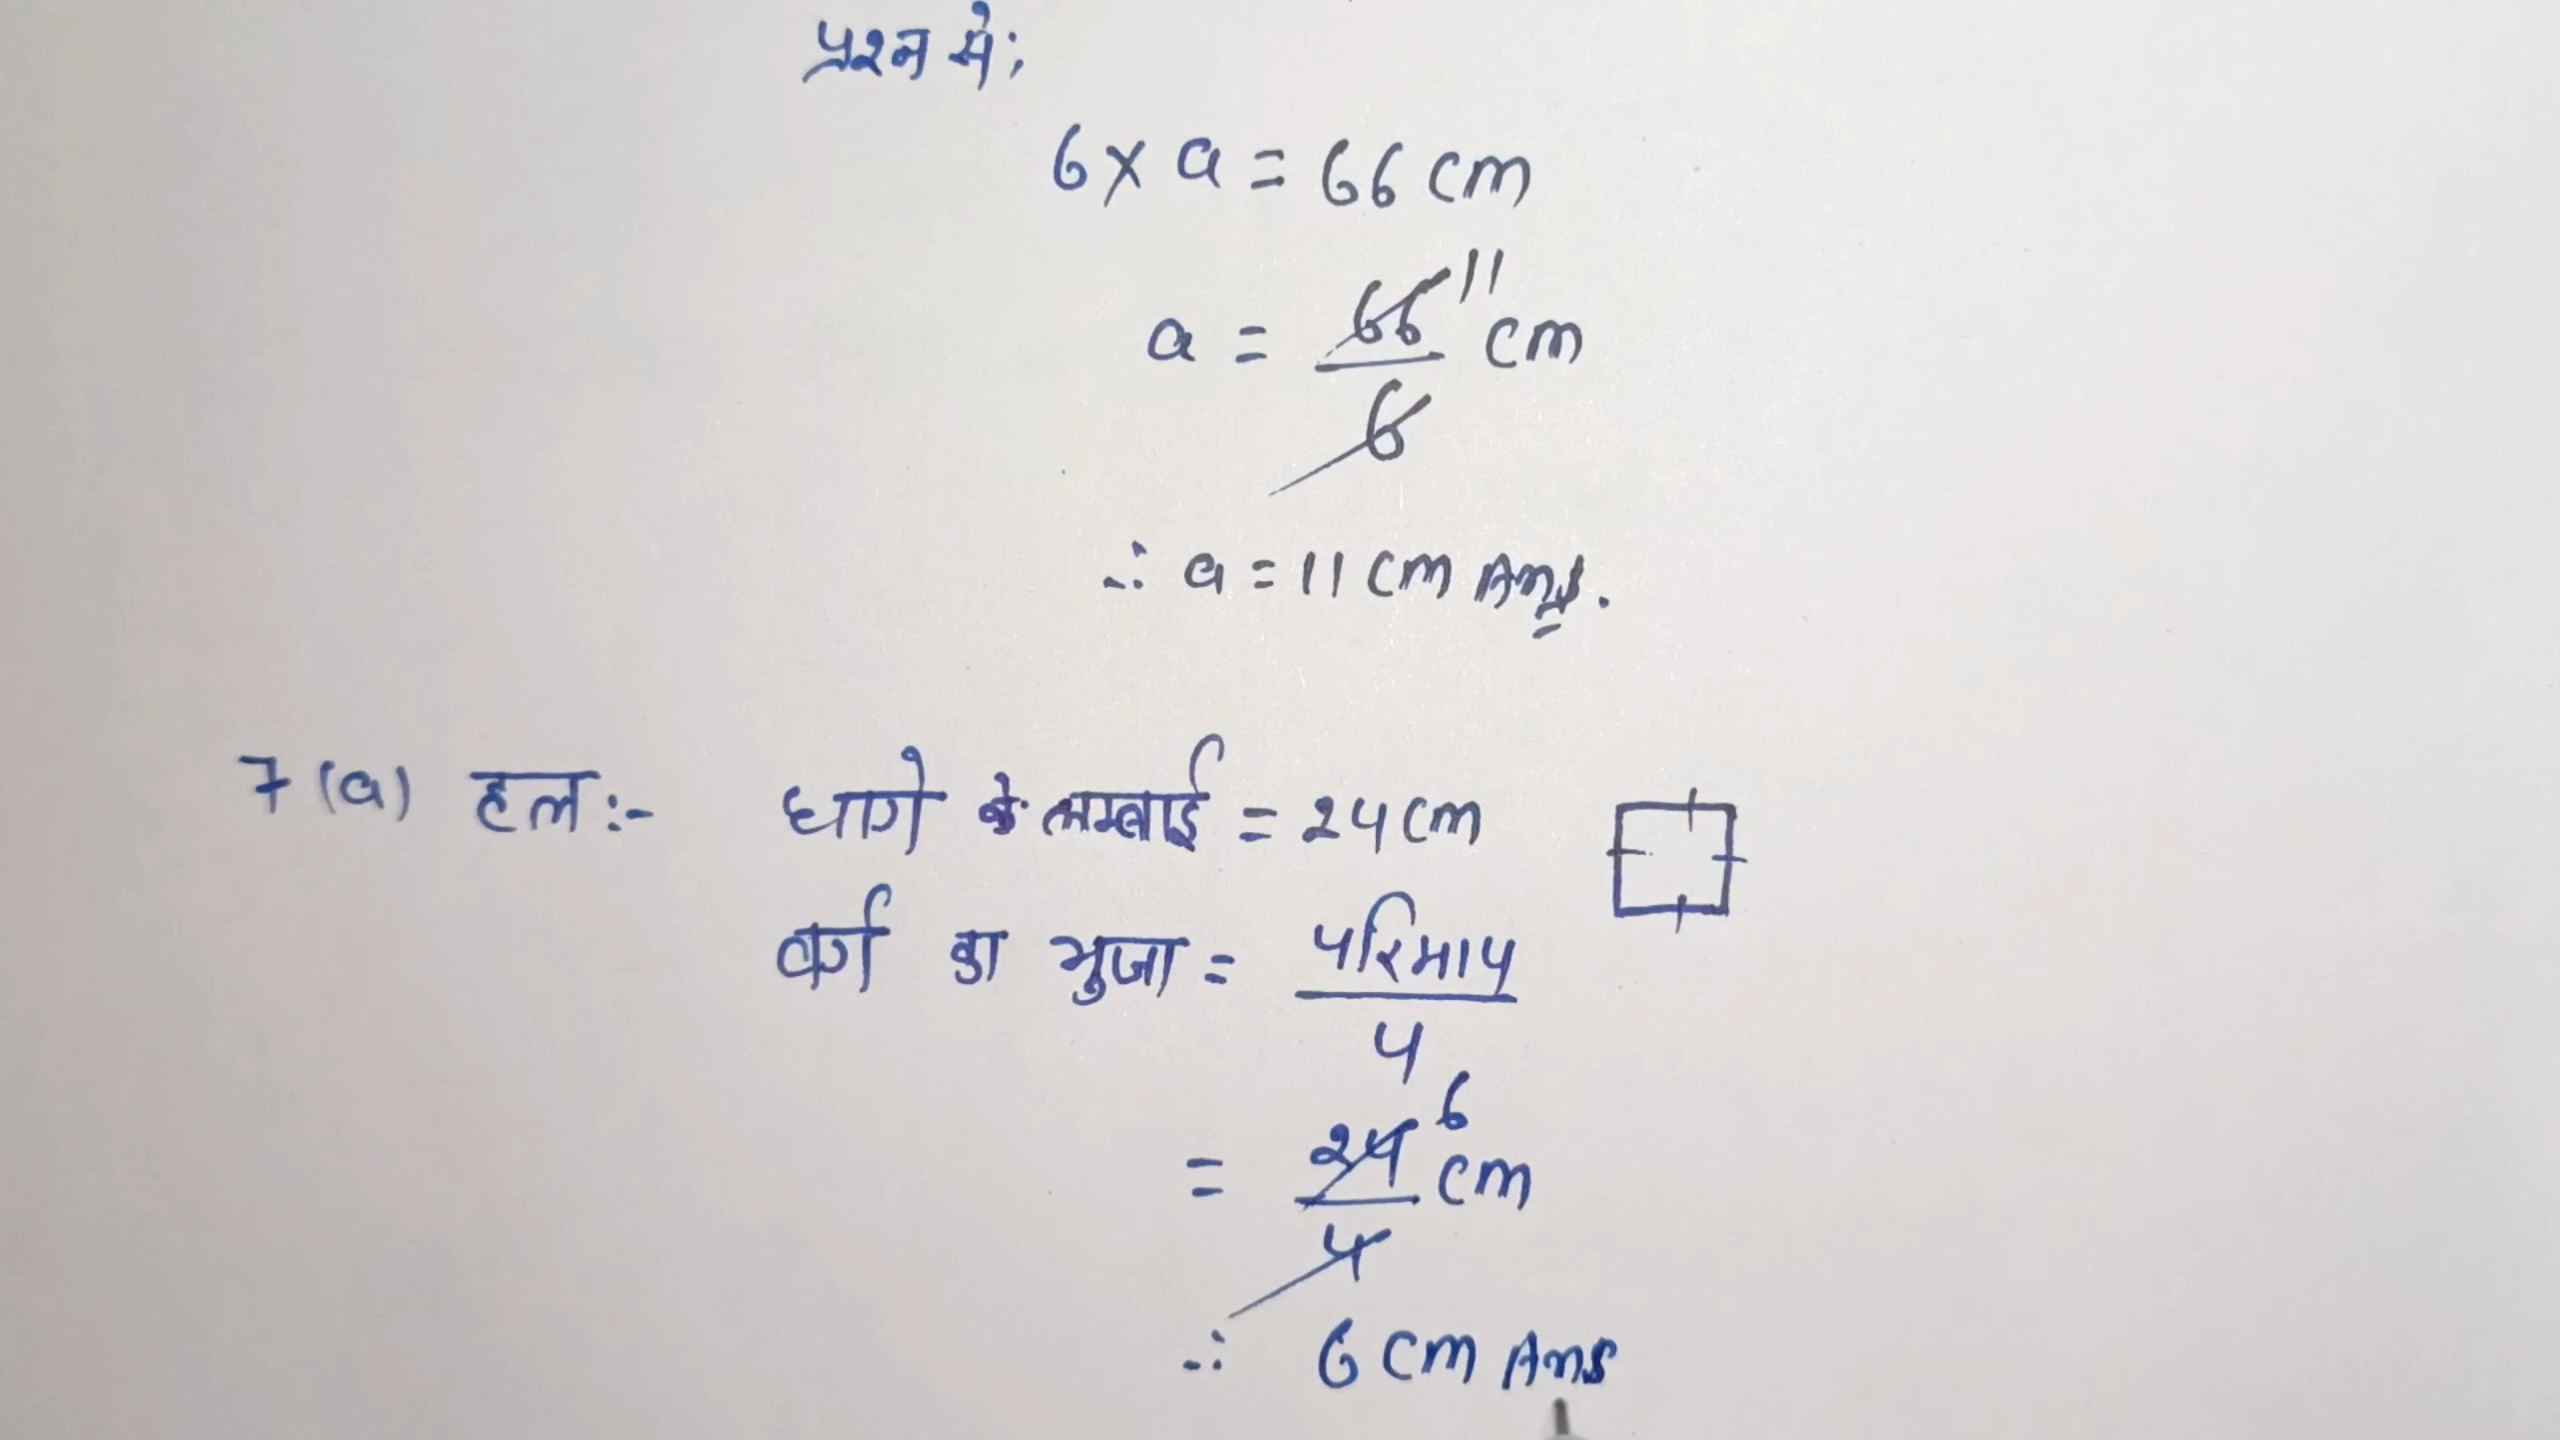 प्रश्न से:
6 × a = 66 cm
a = 66/6 11 cm
∴ a = 11 cm Ans.
7 (a) हल:- धागे के लम्बाई = 24 cm
वर्ग का भुजा = परिमाप/4
= 24/4 6 cm
∴ 6 cm Ans